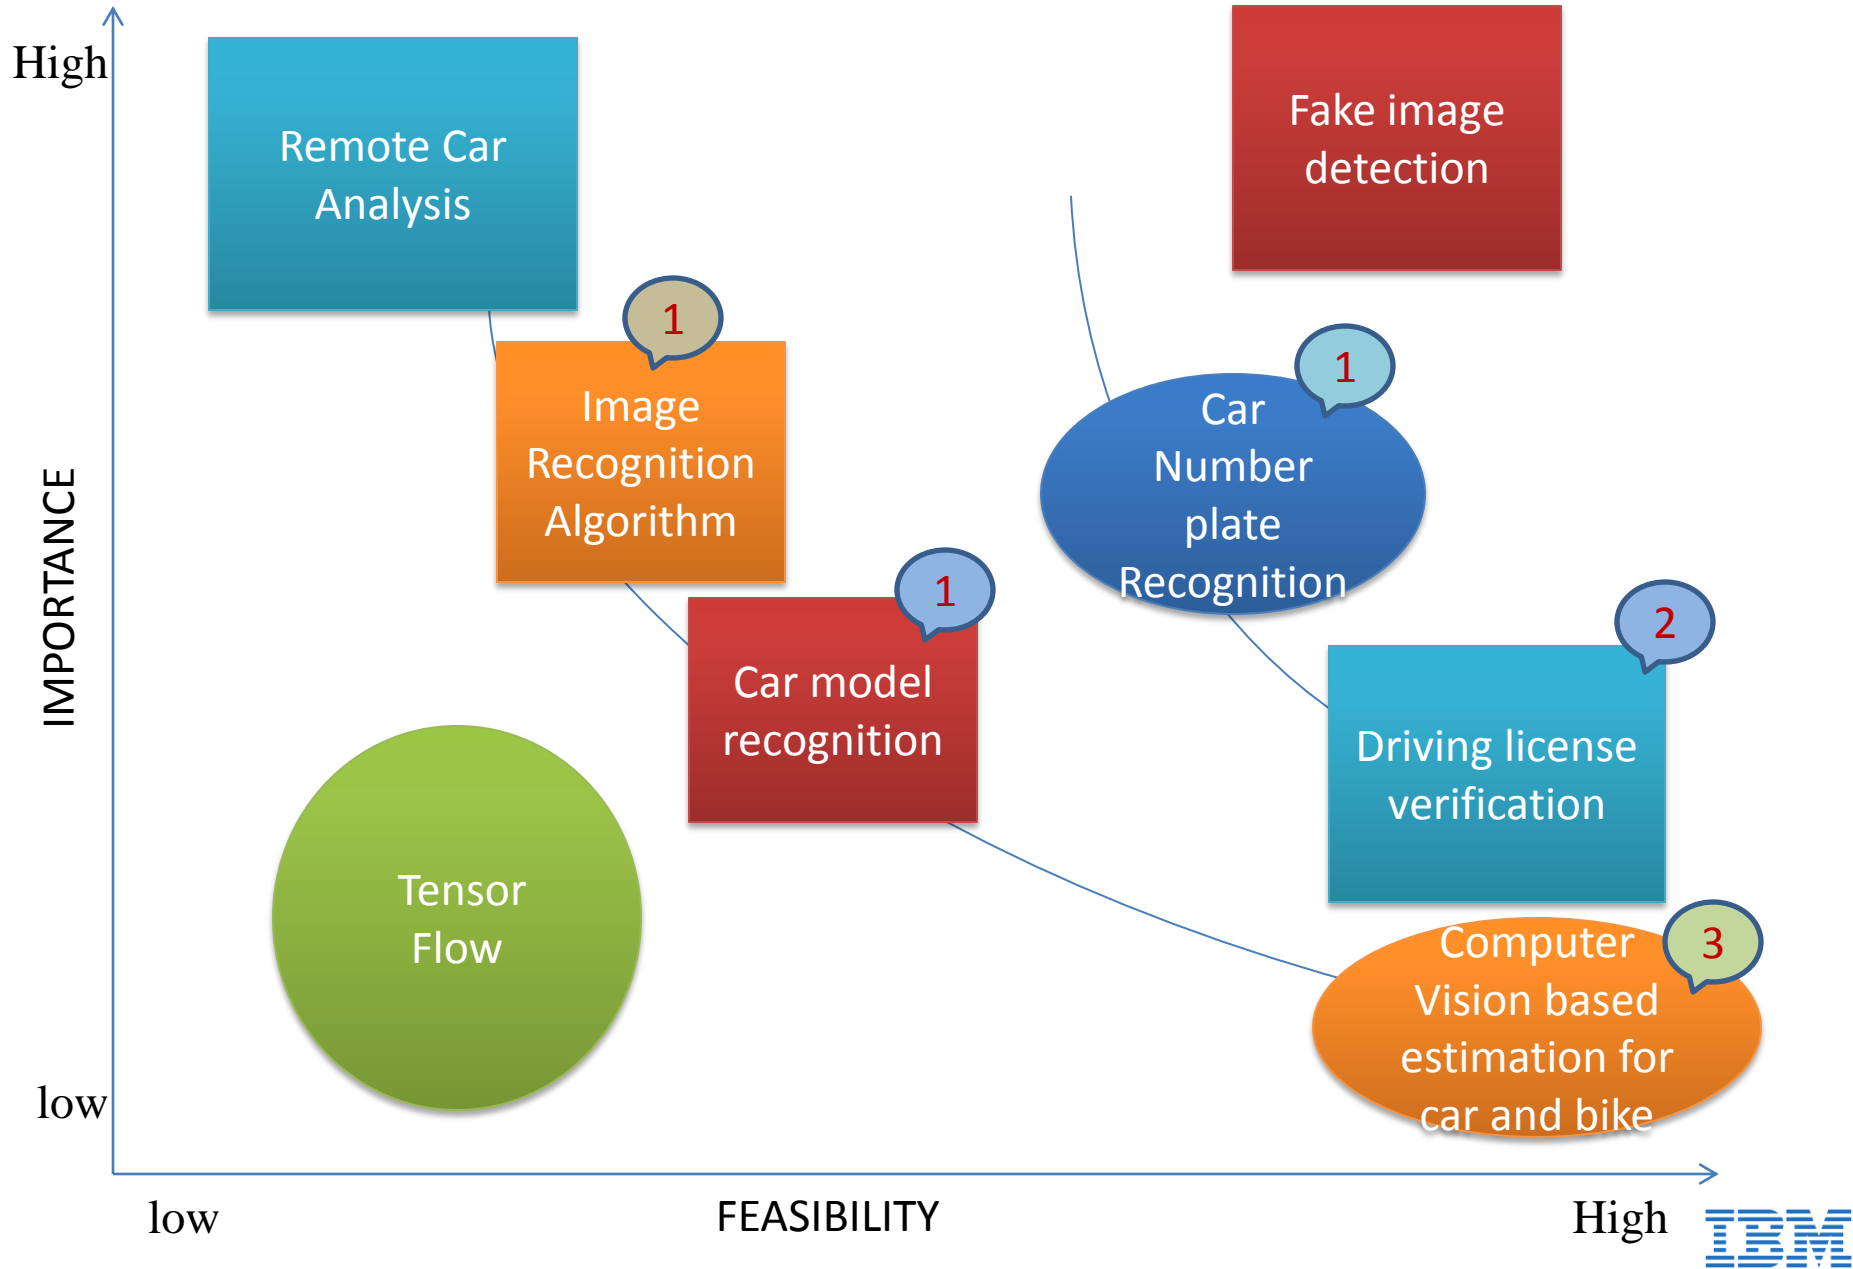 High
Remote Car
Analysis
Fake image
detection
1
Image
Recognition
Algorithm
1
Car
Number
plate
Recognition
1
Car model
recognition
2
Driving license
verification
IMPORTANCE
Tensor
Flow
3
Computer
Vision based
estimation for
car and bike
low
low
FEASIBILITY
High
IBM